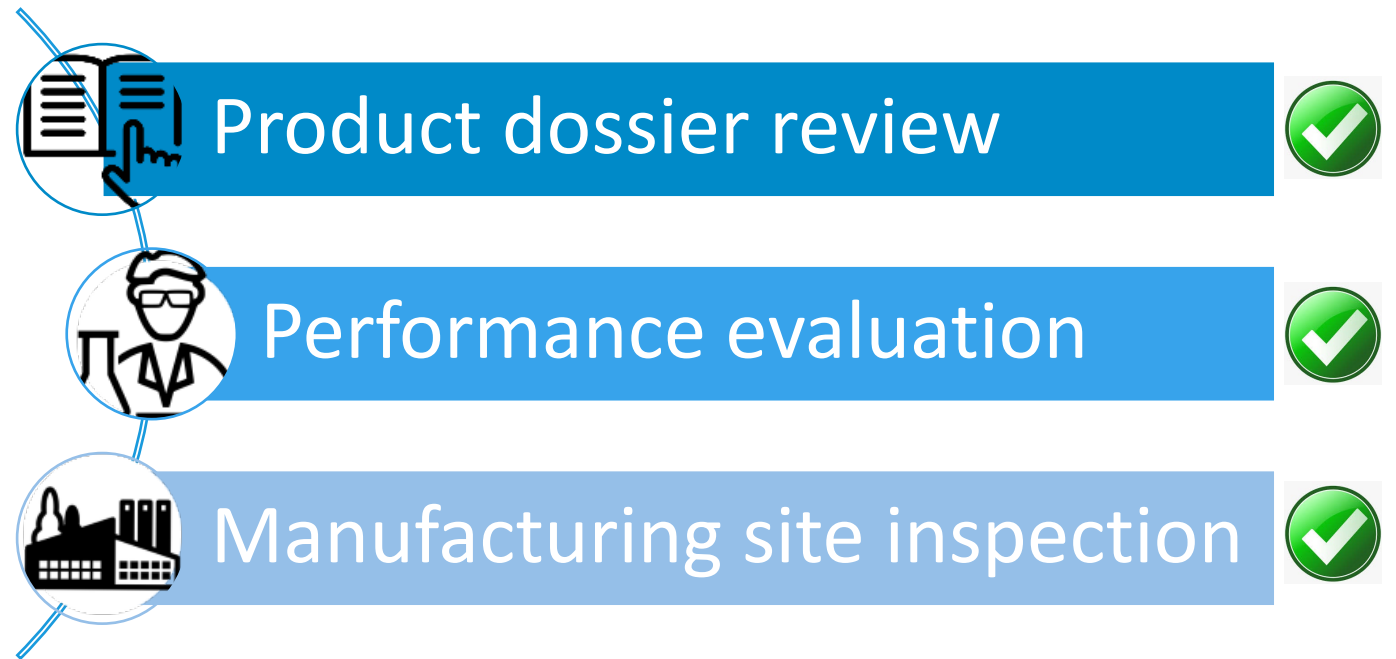 Product dossier review
Performance evaluation
Manufacturing site inspection